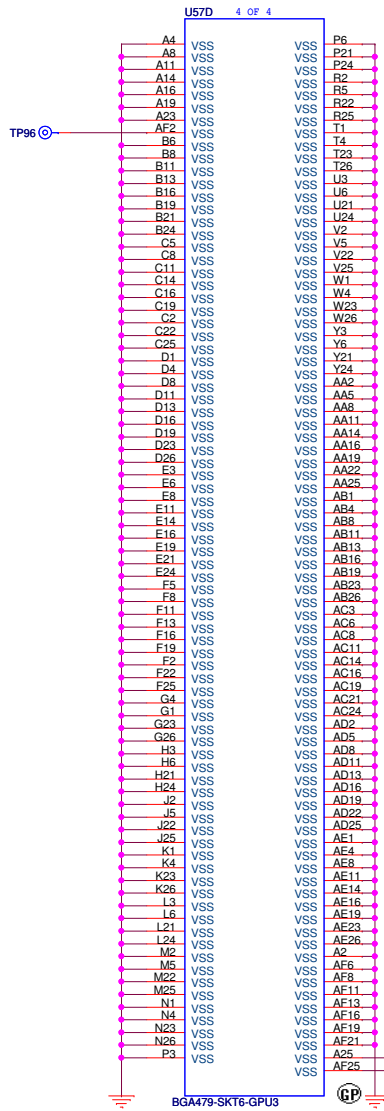 U57D 4 OF 4
A4 VSS VSS P6
A8 VSS VSS P21
A11 VSS VSS P24
A14 VSS VSS R2
A16 VSS VSS R5
A19 VSS VSS R22
A23 VSS VSS R25
TP96 AF2 VSS VSS T1
B6 VSS VSS T4
B8 VSS VSS T23
B11 VSS VSS T26
B13 VSS VSS U3
B16 VSS VSS U6
B19 VSS VSS U21
B21 VSS VSS U24
B24 VSS VSS V2
C5 VSS VSS V5
C8 VSS VSS V22
C11 VSS VSS V25
C14 VSS VSS W1
C16 VSS VSS W4
C19 VSS VSS W23
C2 VSS VSS W26
C22 VSS VSS Y3
C25 VSS VSS Y6
D1 VSS VSS Y21
D4 VSS VSS Y24
D8 VSS VSS AA2
D11 VSS VSS AA5
D13 VSS VSS AA8
D16 VSS VSS AA11
D19 VSS VSS AA14
D23 VSS VSS AA16
D26 VSS VSS AA19
E3 VSS VSS AA22
E6 VSS VSS AA25
E8 VSS VSS AB1
E11 VSS VSS AB4
E14 VSS VSS AB8
E16 VSS VSS AB11
E19 VSS VSS AB13
E21 VSS VSS AB16
E24 VSS VSS AB19
F5 VSS VSS AB23
F8 VSS VSS AB26
F11 VSS VSS AC3
F13 VSS VSS AC6
F16 VSS VSS AC8
F19 VSS VSS AC11
F2 VSS VSS AC14
F22 VSS VSS AC16
F25 VSS VSS AC19
G4 VSS VSS AC21
G1 VSS VSS AC24
G23 VSS VSS AD2
G26 VSS VSS AD5
H3 VSS VSS AD8
H6 VSS VSS AD11
H21 VSS VSS AD13
H24 VSS VSS AD16
J2 VSS VSS AD19
J5 VSS VSS AD22
J22 VSS VSS AD25
J25 VSS VSS AE1
K1 VSS VSS AE4
K4 VSS VSS AE8
K23 VSS VSS AE11
K26 VSS VSS AE14
L3 VSS VSS AE16
L6 VSS VSS AE19
L21 VSS VSS AE23
L24 VSS VSS AE26
M2 VSS VSS A2
M5 VSS VSS AF6
M22 VSS VSS AF8
M25 VSS VSS AF11
N1 VSS VSS AF13
N4 VSS VSS AF16
N23 VSS VSS AF19
N26 VSS VSS AF21
P3 VSS VSS A25
VSS AF25
BGA479-SKT6-GPU3 GP